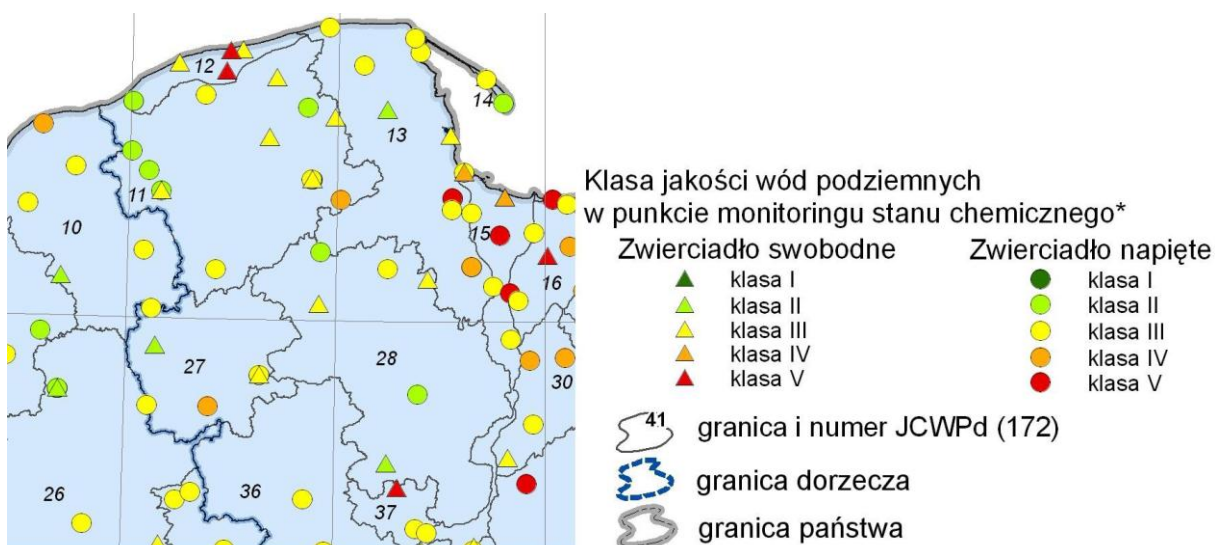 12
14
13
11
10
15
16
27
28
30
26
36
37
Klasa jakości wód podziemnych
w punkcie monitoringu stanu chemicznego*
Zwierciadło swobodne
klasa I
klasa II
klasa III
klasa IV
klasa V
Zwierciadło napięte
klasa I
klasa II
klasa III
klasa IV
klasa V
41
granica i numer JCWPd (172)
granica dorzecza
granica państwa